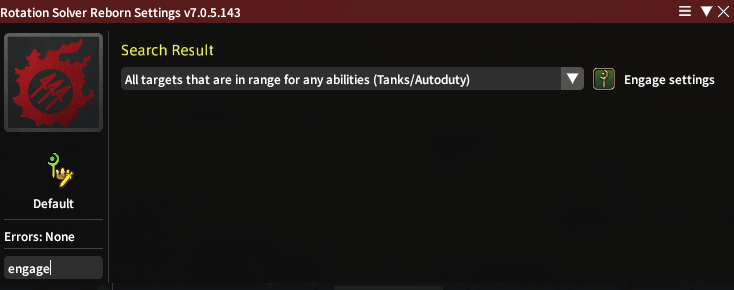 Rotation Solver Reborn Settings v7.0.5.143
Search Result
All targets that are in range for any abilities (Tanks/Autoduty)
Engage settings
Default
Errors: None
engage